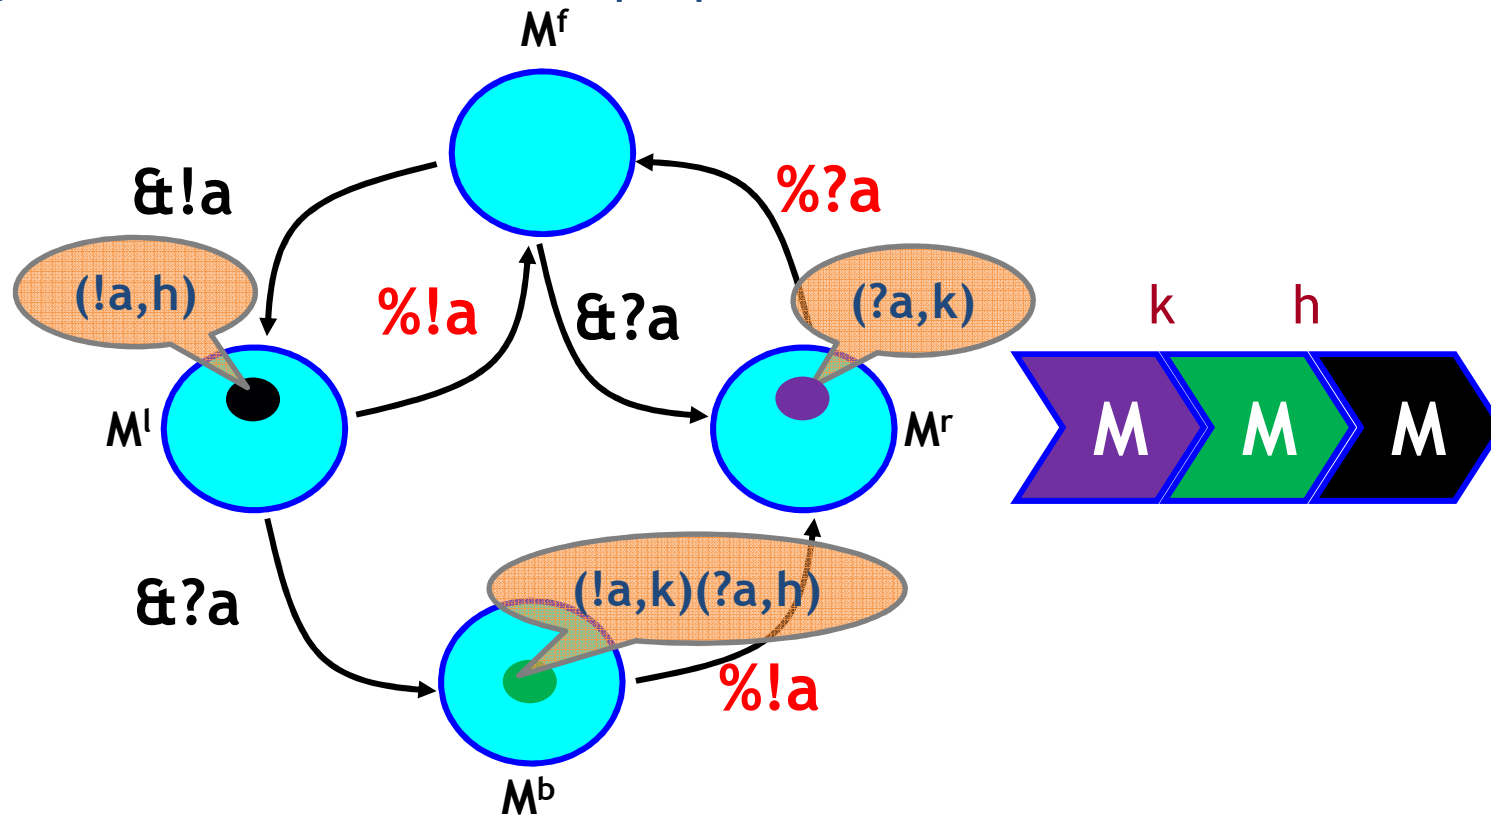 Mᶠ
&!a
%?a
(!a,h)
%!a
&?a
(?a,k)
k
h
Mˡ
Mʳ
M
M
M
&?a
(!a,k)(?a,h)
%!a
Mᵇ